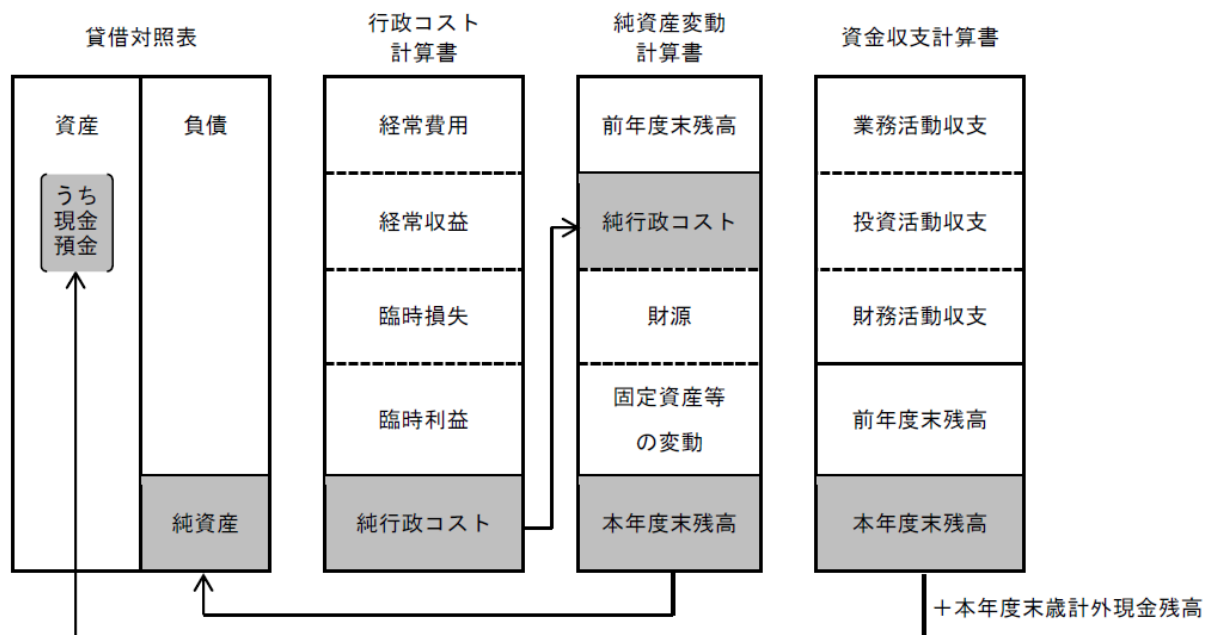 貸借対照表
資産
うち
現金
預金
負債
純資産
行政コスト
計算書
経常費用
経常収益
臨時損失
臨時利益
純行政コスト
純資産変動
計算書
前年度末残高
純行政コスト
財源
固定資産等
の変動
本年度末残高
資金収支計算書
業務活動収支
投資活動収支
財務活動収支
前年度末残高
本年度末残高
＋本年度末歳計外現金残高